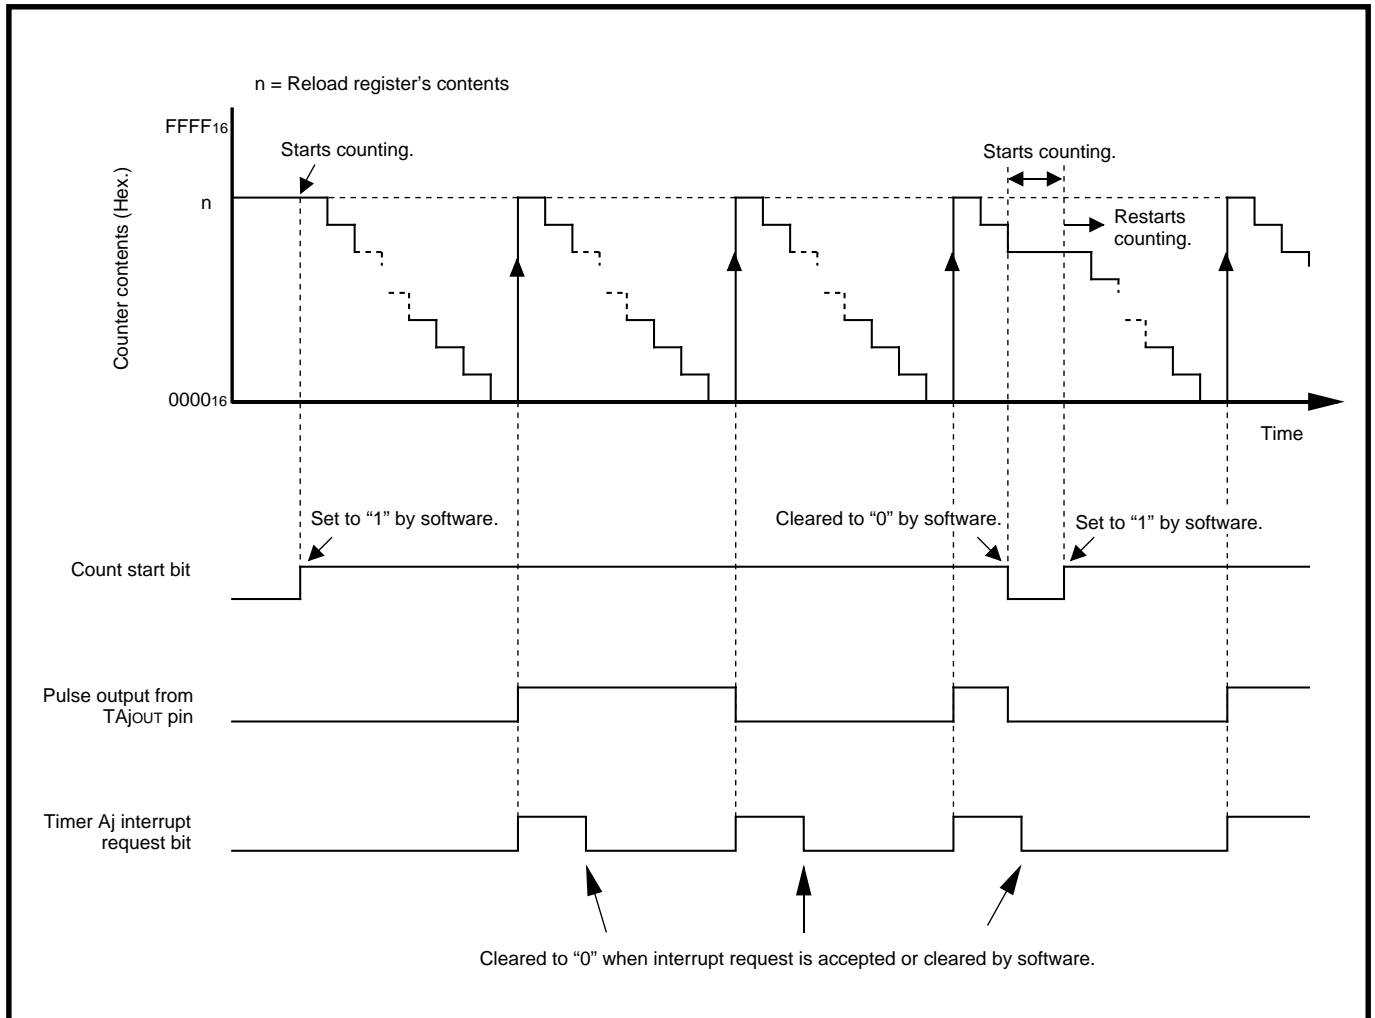 n = Reload register’s contents
FFFF16
Starts counting.
Starts counting.
n
Restarts
counting.
Counter contents (Hex.)
000016
Time
Set to “1” by software.
Cleared to “0” by software.
Set to “1” by software.
Count start bit
Pulse output from
TAjOUT pin
Timer Aj interrupt
request bit
Cleared to “0” when interrupt request is accepted or cleared by software.